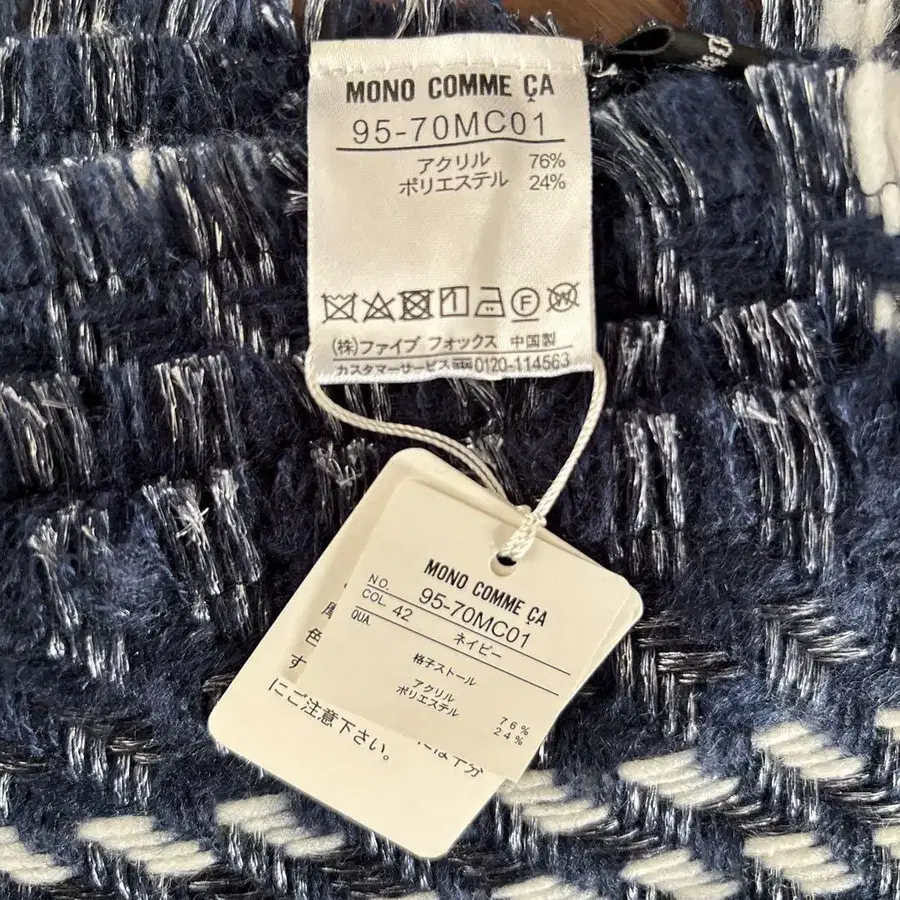 MONO COMME ÇA
95-70MC01
アクリル 76%
ポリエステル 24%
(株)ファイブ フォックス 中国製
カスタマーサービス 0120-114563
MONO COMME ÇA
NO. 95-70MC01
COL. 42 ネイビー
QUA.
格子ストール
アクリル 76%
ポリエステル 24%
色
す
にご注意下さい。